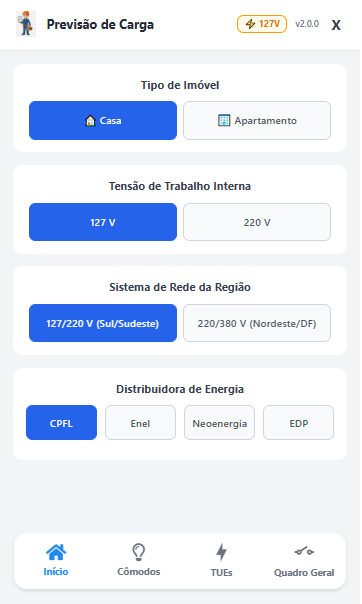 Previsão de Carga 127V v2.0.0 X
Tipo de Imóvel
Casa Apartamento
Tensão de Trabalho Interna
127 V 220 V
Sistema de Rede da Região
127/220 V (Sul/Sudeste) 220/380 V (Nordeste/DF)
Distribuidora de Energia
CPFL Enel Neoenergia EDP
Início Cômodos TUEs Quadro Geral